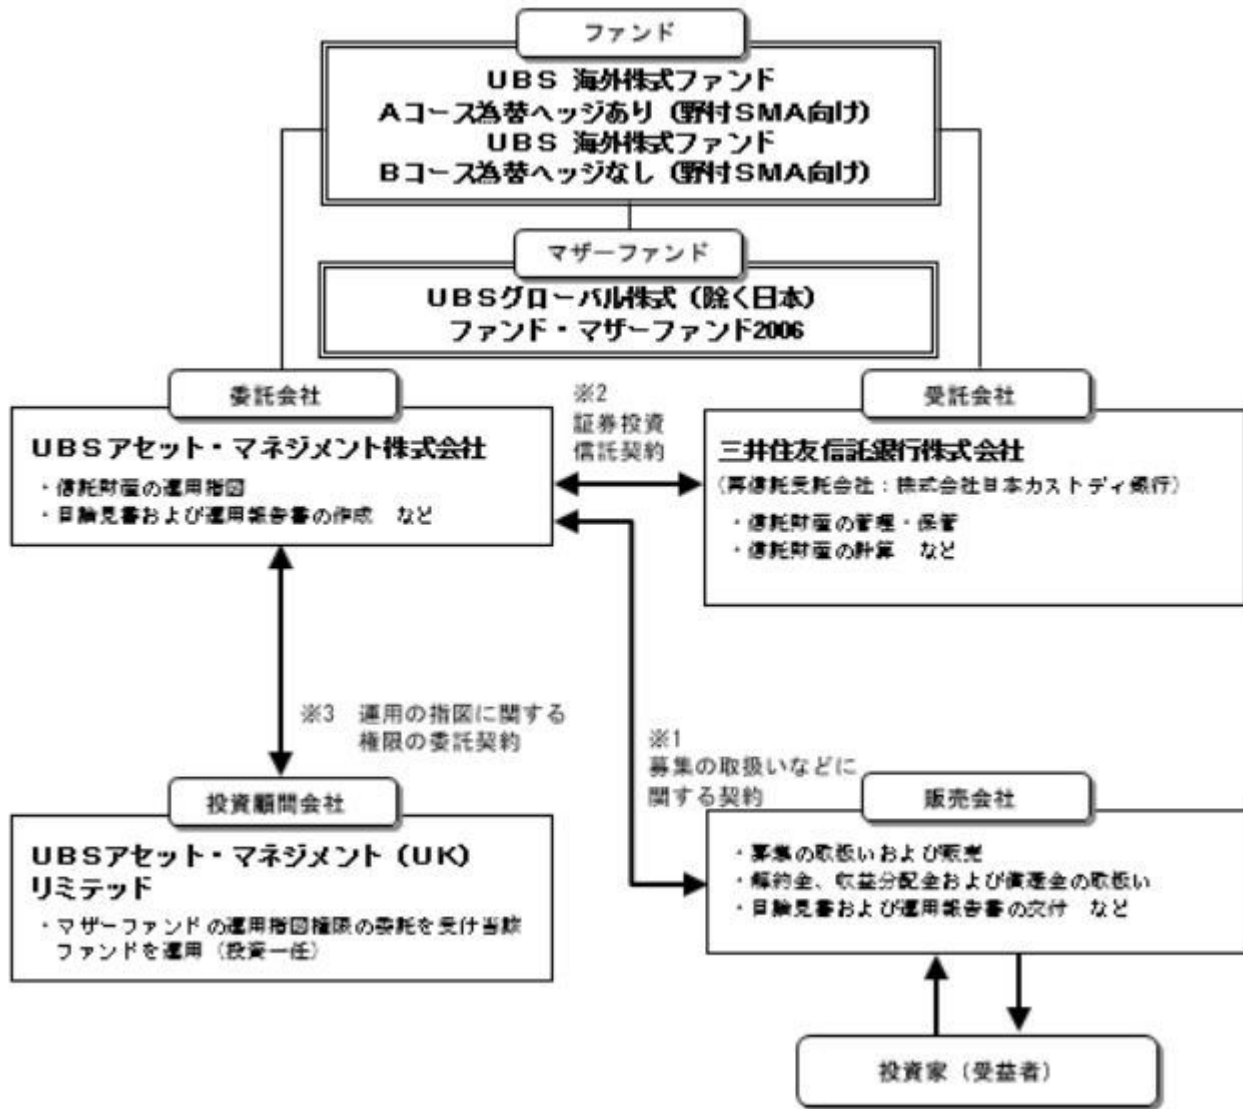 ファンド
UBS 海外株式ファンド
Aコース為替ヘッジあり（野村SMA向け）
UBS 海外株式ファンド
Bコース為替ヘッジなし（野村SMA向け）
マザーファンド
UBSグローバル株式（除く日本）
ファンド・マザーファンド2006
委託会社
UBSアセット・マネジメント株式会社
・信託財産の運用指図
・目論見書および運用報告書の作成 など
※2
証券投資
信託契約
受託会社
三井住友信託銀行株式会社
（再信託受託会社：株式会社日本カストディ銀行）
・信託財産の管理・保管
・信託財産の計算 など
※3 運用の指図に関する
権限の委託契約
※1
募集の取扱いなどに
関する契約
投資顧問会社
UBSアセット・マネジメント（UK）
リミテッド
・マザーファンドの運用指図権限の委託を受け当該
ファンドを運用（投資一任）
販売会社
・募集の取扱いおよび販売
・解約金、収益分配金および償還金の取扱い
・目論見書および運用報告書の交付 など
投資家（受益者）